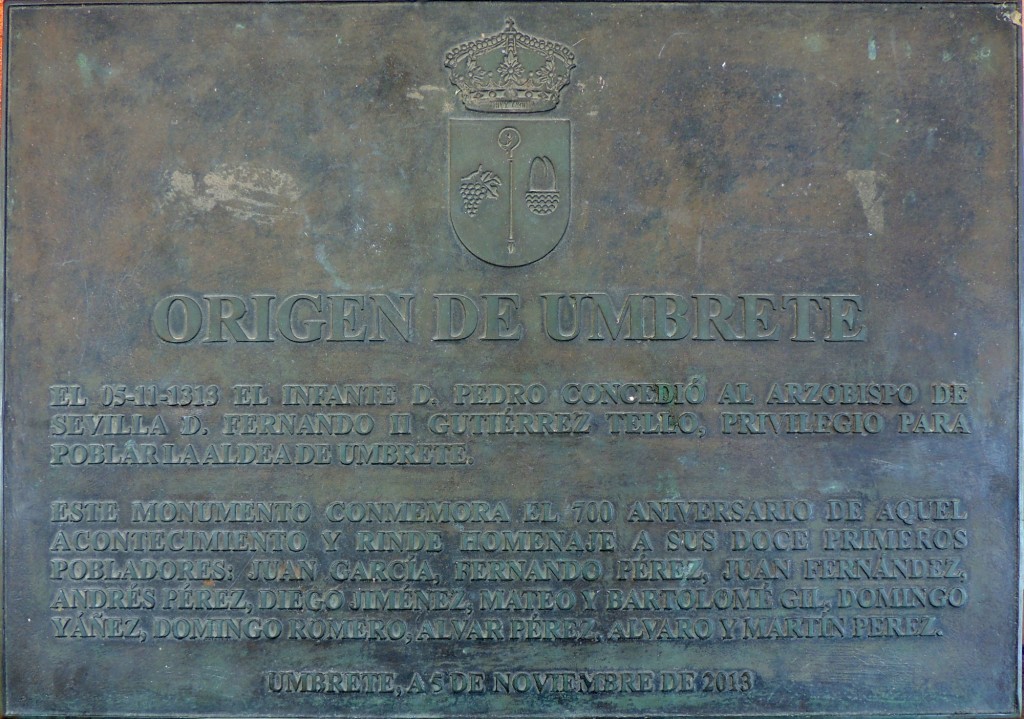 ORIGEN DE UMBRETE
EL 05-11-1313 EL INFANTE D. PEDRO CONCEDIÓ AL ARZOBISPO DE
SEVILLA D. FERNANDO II GUTIÉRREZ TELLO, PRIVILEGIO PARA
POBLAR LA ALDEA DE UMBRETE.
ESTE MONUMENTO CONMEMORA EL 700 ANIVERSARIO DE AQUEL
ACONTECIMIENTO Y RINDE HOMENAJE A SUS DOCE PRIMEROS
POBLADORES: JUAN GARCÍA, FERNANDO PÉREZ, JUAN FERNÁNDEZ,
ANDRÉS PÉREZ, DIEGO JIMÉNEZ, MATEO Y BARTOLOMÉ GIL, DOMINGO
YÁÑEZ, DOMINGO ROMERO, ALVAR PÉREZ, ALVARO Y MARTÍN PEREZ.
UMBRETE, A 5 DE NOVIEMBRE DE 2013